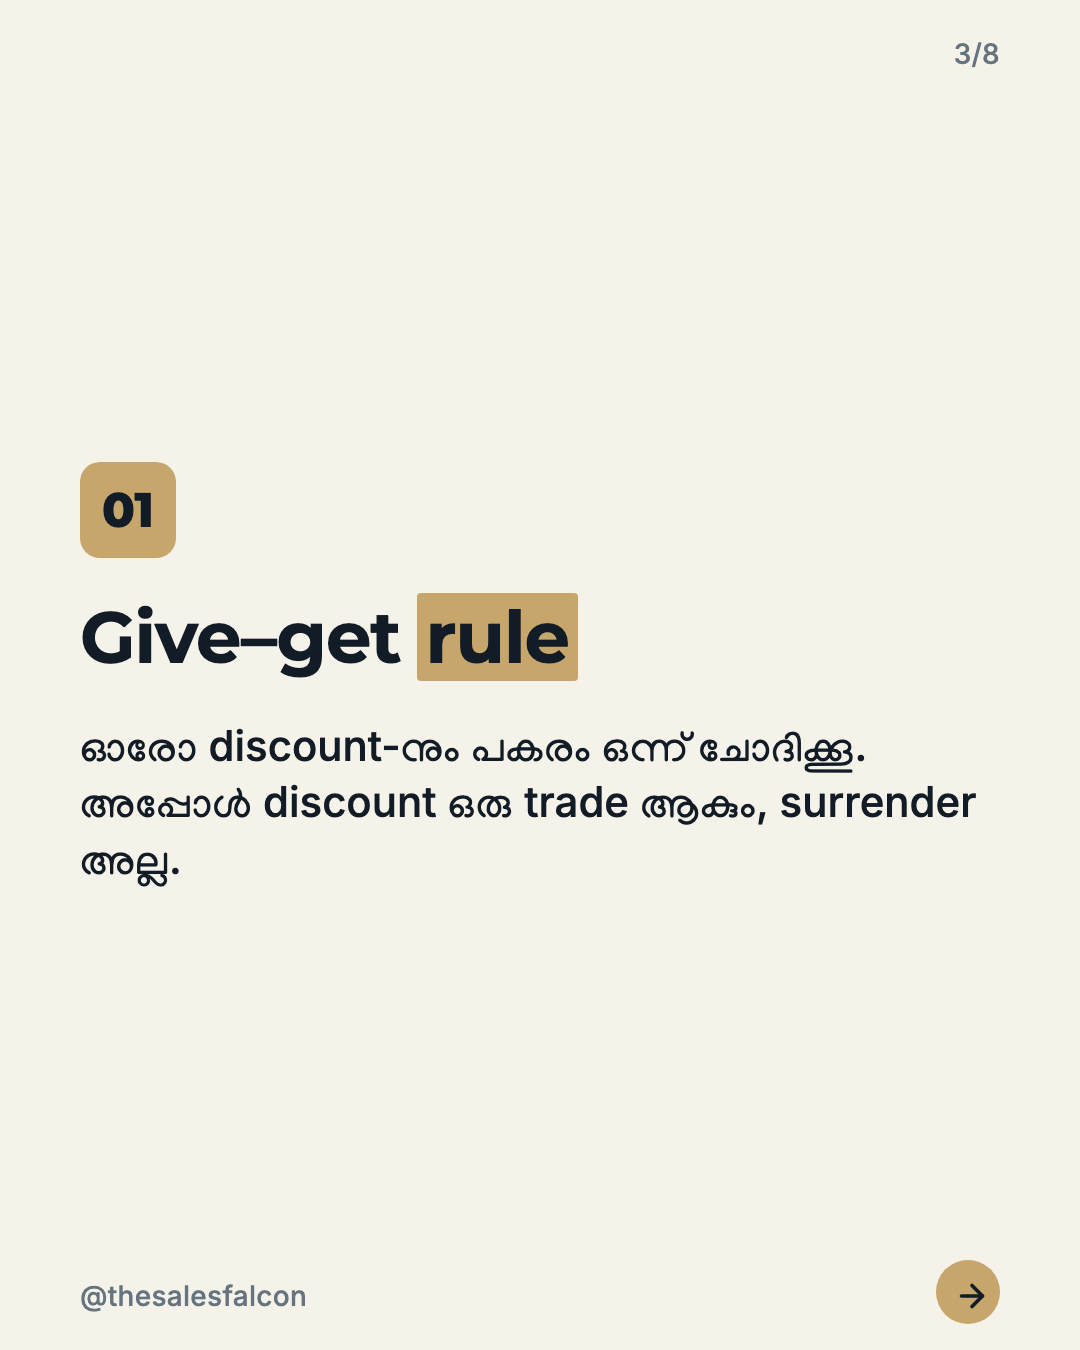 3/8
01
Give–get rule
ഓരോ discount-നും പകരം ഒന്ന് ചോദിക്കൂ.
അപ്പോൾ discount ഒരു trade ആകും, surrender
അല്ല.
@thesalesfalcon